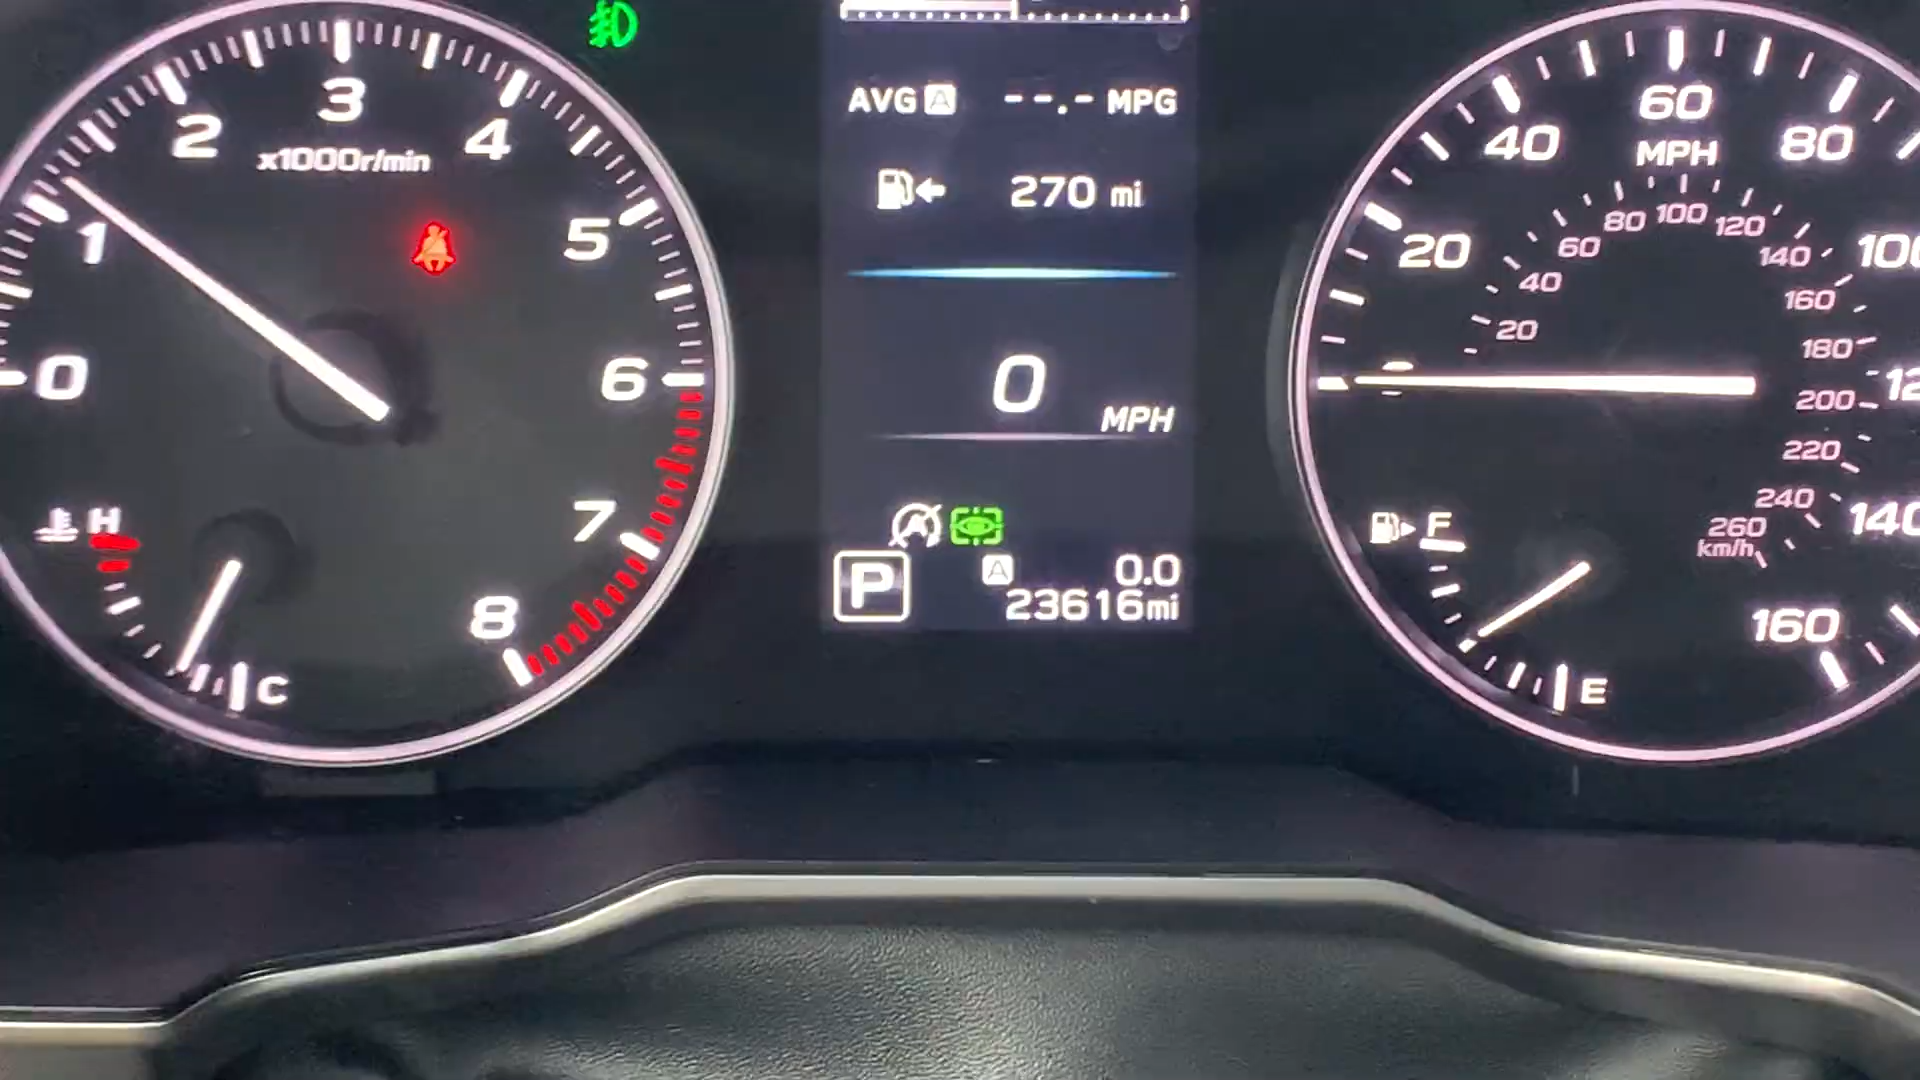 0
1
2
3
4
5
6
7
8
x1000r/min
H
C
AVG A --.- MPG
270 mi
0
MPH
A
P
A 0.0
23616mi
20
40
60
80
100
140
160
MPH
20
40
60
80
100
120
140
160
180
200
220
240
260
km/h
F
E